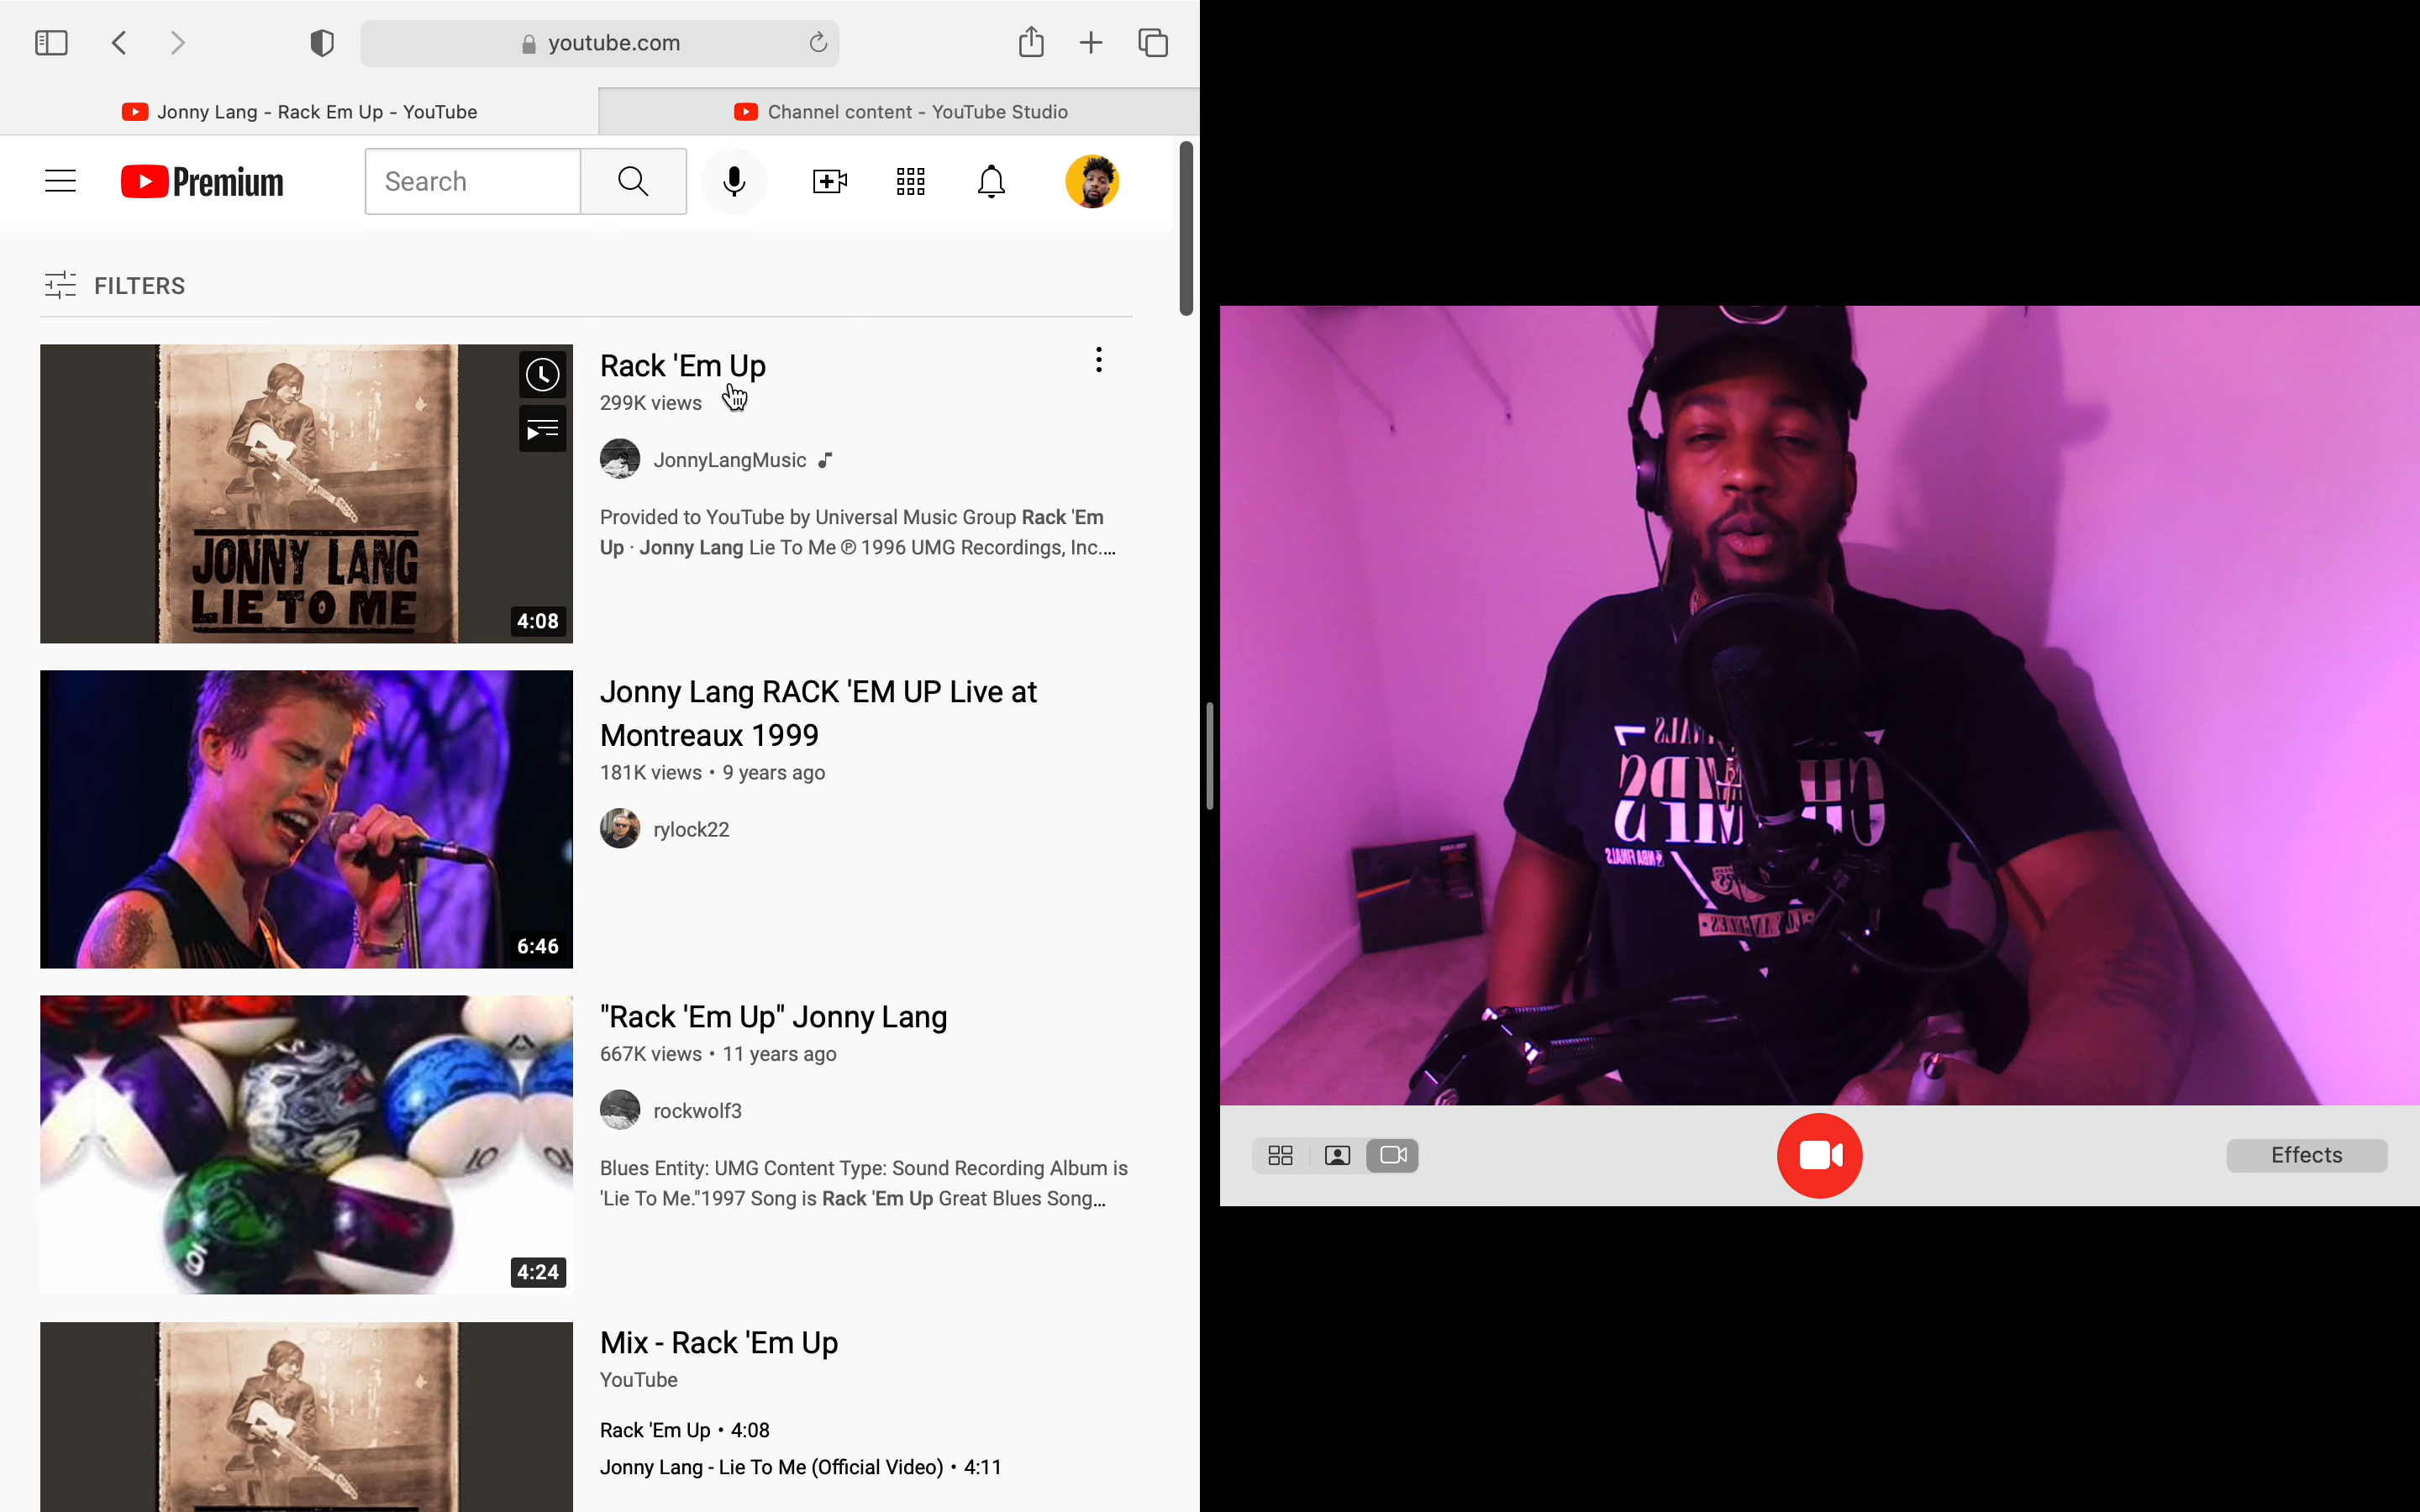 youtube.com
Jonny Lang - Rack Em Up - YouTube
Channel content - YouTube Studio
Premium
Search
FILTERS
JONNY LANG
LIE TO ME
4:08
Rack 'Em Up
299K views
JonnyLangMusic
Provided to YouTube by Universal Music Group Rack 'Em
Up · Jonny Lang Lie To Me ℗ 1996 UMG Recordings, Inc....
6:46
Jonny Lang RACK 'EM UP Live at
Montreaux 1999
181K views • 9 years ago
rylock22
10
4:24
"Rack 'Em Up" Jonny Lang
667K views • 11 years ago
rockwolf3
Blues Entity: UMG Content Type: Sound Recording Album is
'Lie To Me."1997 Song is Rack 'Em Up Great Blues Song...
Mix - Rack 'Em Up
YouTube
Rack 'Em Up • 4:08
Jonny Lang - Lie To Me (Official Video) • 4:11
NBA FINALS
Effects